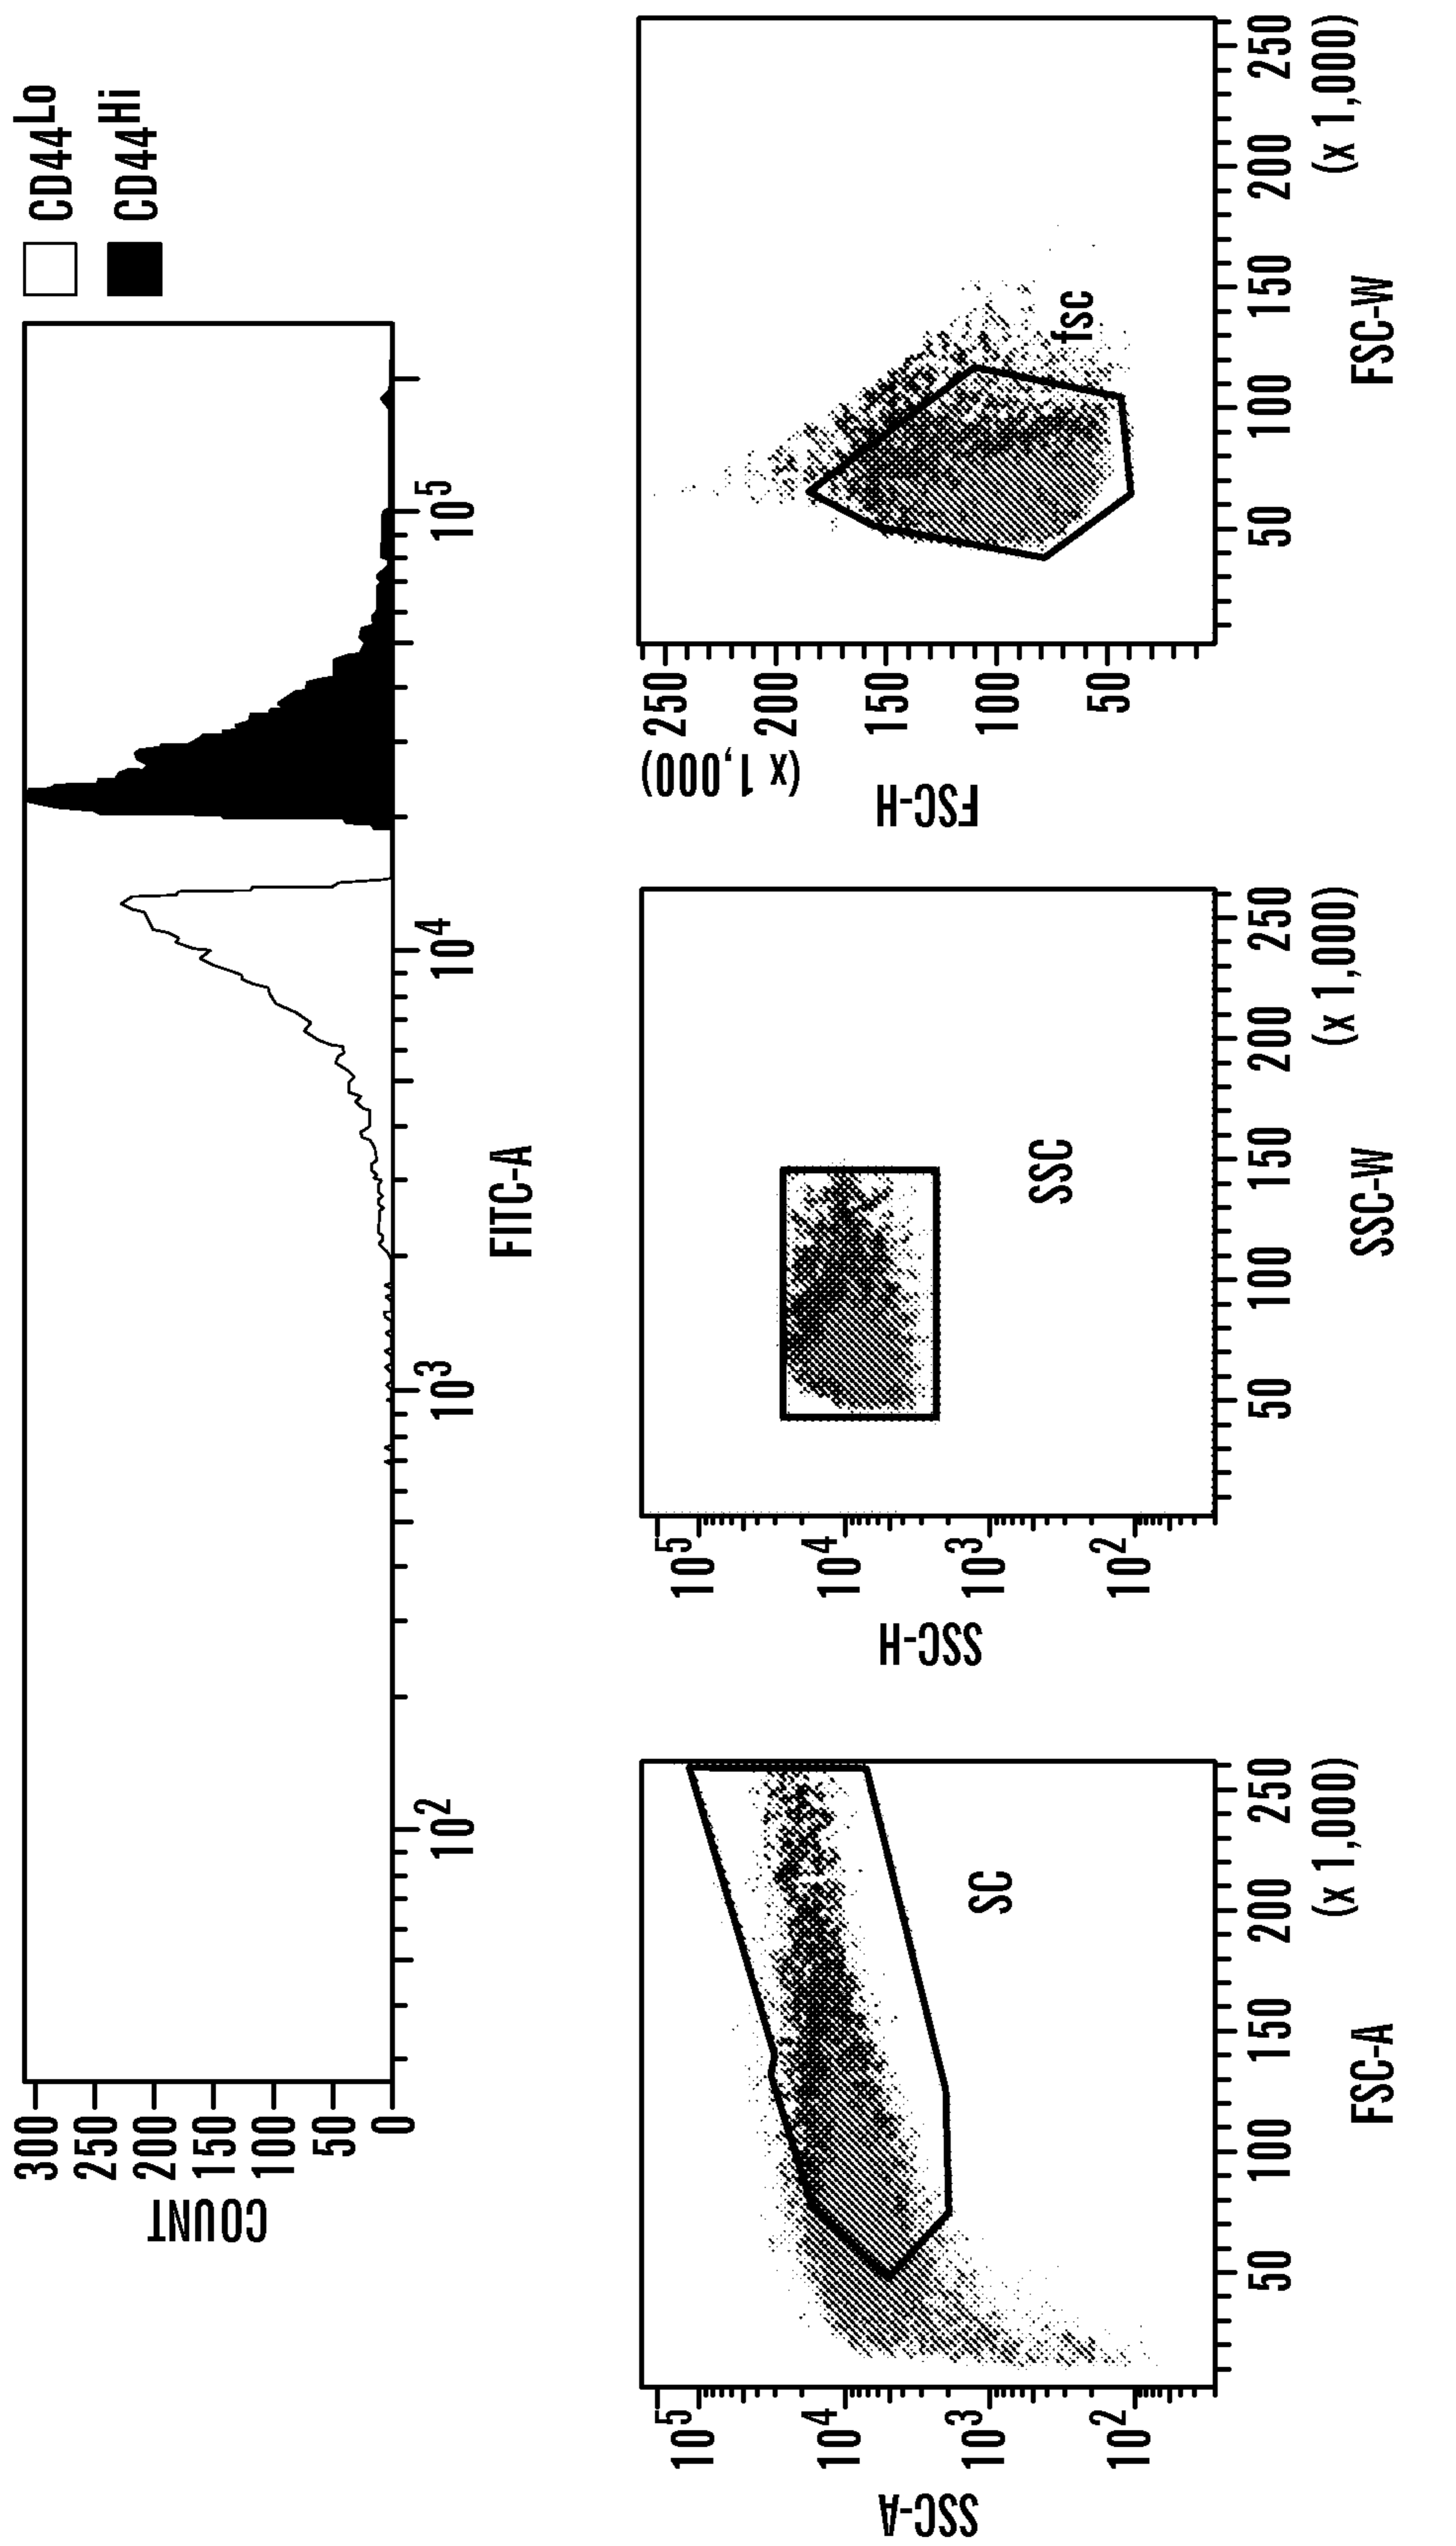 CD44Lo
CD44Hi
COUNT
300
250
200
150
100
50
0
10^2
10^3
10^4
10^5
FITC-A
SSC-A
10^5
10^4
10^3
10^2
SC
50
100
150
200
250
(x 1,000)
FSC-A
SSC-H
10^5
10^4
10^3
10^2
SSC
50
100
150
200
250
(x 1,000)
SSC-W
FSC-H
(x 1,000)
250
200
150
100
50
fsc
50
100
150
200
250
(x 1,000)
FSC-W